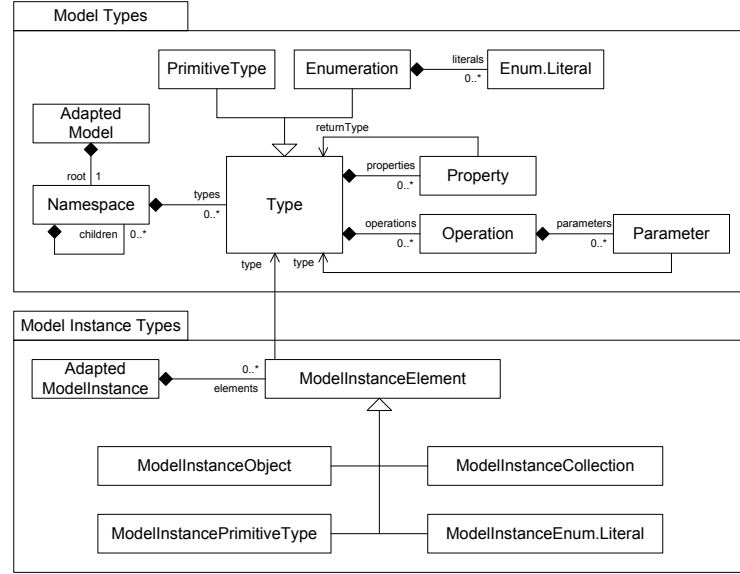 Model Types
PrimitiveType
Enumeration
literals
0..*
Enum.Literal
Adapted
Model
returnType
root
1
Namespace
types
0..*
Type
properties
0..*
Property
children
0..*
operations
0..*
Operation
parameters
0..*
Parameter
type
type
Model Instance Types
Adapted
ModelInstance
0..*
elements
ModelInstanceElement
ModelInstanceObject
ModelInstanceCollection
ModelInstancePrimitiveType
ModelInstanceEnum.Literal